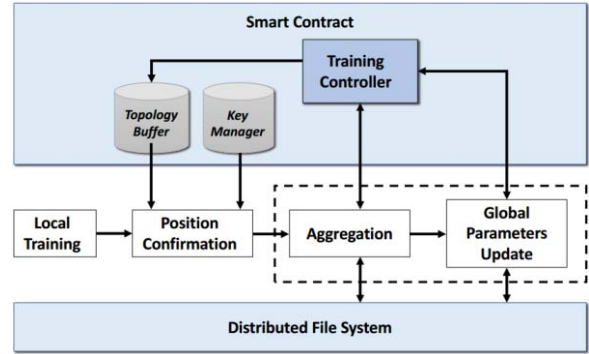 Smart Contract
Training
Controller
Topology
Buffer
Key
Manager
Local
Training
Position
Confirmation
Aggregation
Global
Parameters
Update
Distributed File System